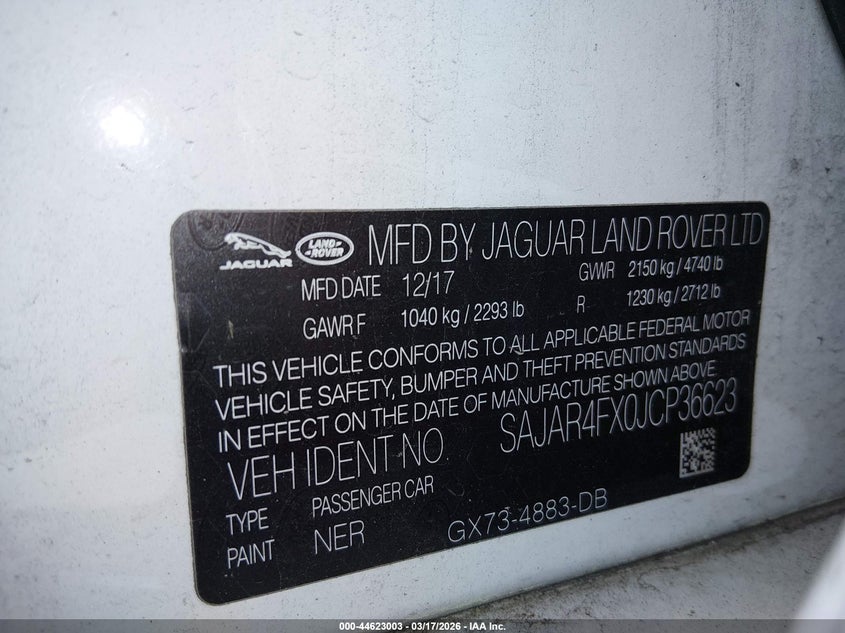 JAGUAR
LAND ROVER
MFD BY JAGUAR LAND ROVER LTD
MFD DATE 12/17 GVWR 2150 kg / 4740 lb
GAWR F 1040 kg / 2293 lb R 1230 kg / 2712 lb
THIS VEHICLE CONFORMS TO ALL APPLICABLE FEDERAL MOTOR
VEHICLE SAFETY, BUMPER AND THEFT PREVENTION STANDARDS
IN EFFECT ON THE DATE OF MANUFACTURE SHOWN ABOVE
VEH IDENT NO. SAJAR4FX0JCP36623
TYPE PASSENGER CAR
PAINT NER GX73-4883-DB
000-44623003 — 03/17/2026 — IAA Inc.